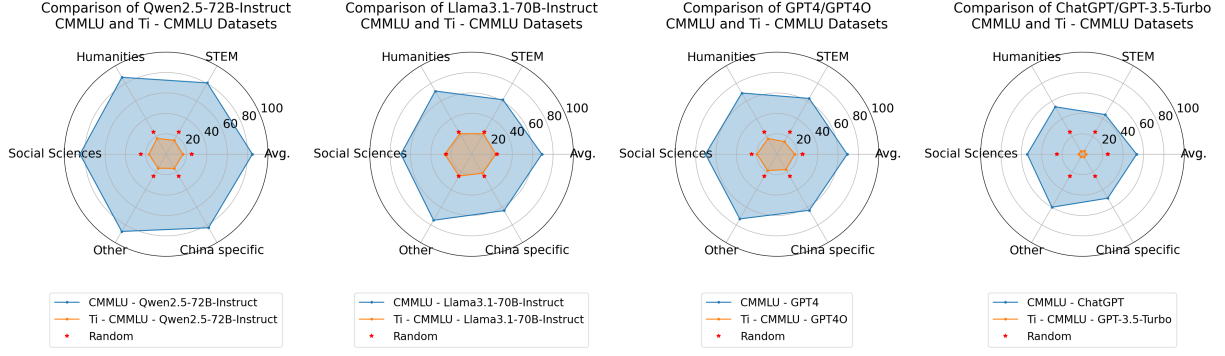 Comparison of Qwen2.5-72B-Instruct
CMMLU and Ti - CMMLU Datasets
Humanities
STEM
Social Sciences
Avg.
Other
China specific
20
40
60
80
100
CMMLU - Qwen2.5-72B-Instruct
Ti - CMMLU - Qwen2.5-72B-Instruct
Random
Comparison of Llama3.1-70B-Instruct
CMMLU and Ti - CMMLU Datasets
Humanities
STEM
Social Sciences
Avg.
Other
China specific
20
40
60
80
100
CMMLU - Llama3.1-70B-Instruct
Ti - CMMLU - Llama3.1-70B-Instruct
Random
Comparison of GPT4/GPT4O
CMMLU and Ti - CMMLU Datasets
Humanities
STEM
Social Sciences
Avg.
Other
China specific
20
40
60
80
100
CMMLU - GPT4
Ti - CMMLU - GPT4O
Random
Comparison of ChatGPT/GPT-3.5-Turbo
CMMLU and Ti - CMMLU Datasets
Humanities
STEM
Social Sciences
Avg.
Other
China specific
20
40
60
80
100
CMMLU - ChatGPT
Ti - CMMLU - GPT-3.5-Turbo
Random